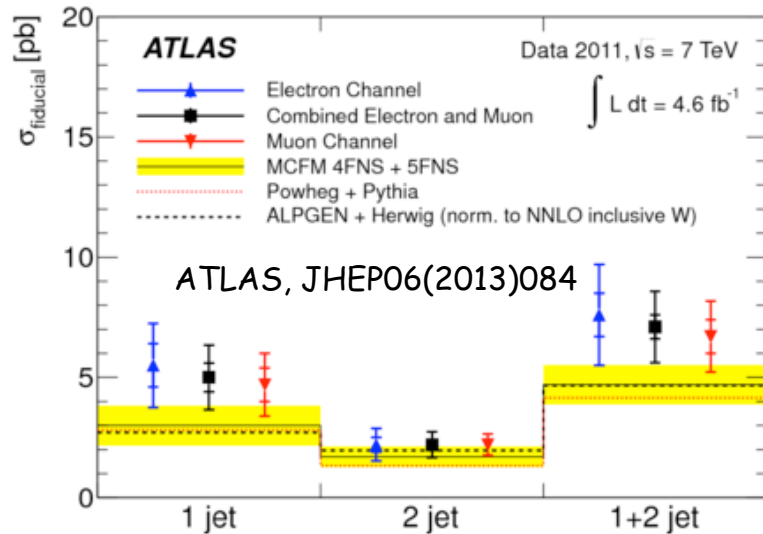 σfiducial [pb]
20
15
10
5
0
ATLAS
Data 2011, √s = 7 TeV
∫ L dt = 4.6 fb⁻¹
Electron Channel
Combined Electron and Muon
Muon Channel
MCFM 4FNS + 5FNS
Powheg + Pythia
ALPGEN + Herwig (norm. to NNLO inclusive W)
ATLAS, JHEP06(2013)084
1 jet
2 jet
1+2 jet